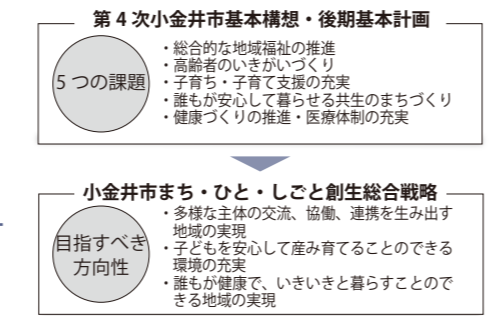 第4次小金井市基本構想・後期基本計画
5つの課題
・総合的な地域福祉の推進
・高齢者のいきがいづくり
・子育ち・子育て支援の充実
・誰もが安心して暮らせる共生のまちづくり
・健康づくりの推進・医療体制の充実
小金井市まち・ひと・しごと創生総合戦略
目指すべき
方向性
・多様な主体の交流、協働、連携を生み出す
地域の実現
・子どもを安心して産み育てることのできる
環境の充実
・誰もが健康で、いきいきと暮らすことので
きる地域の実現